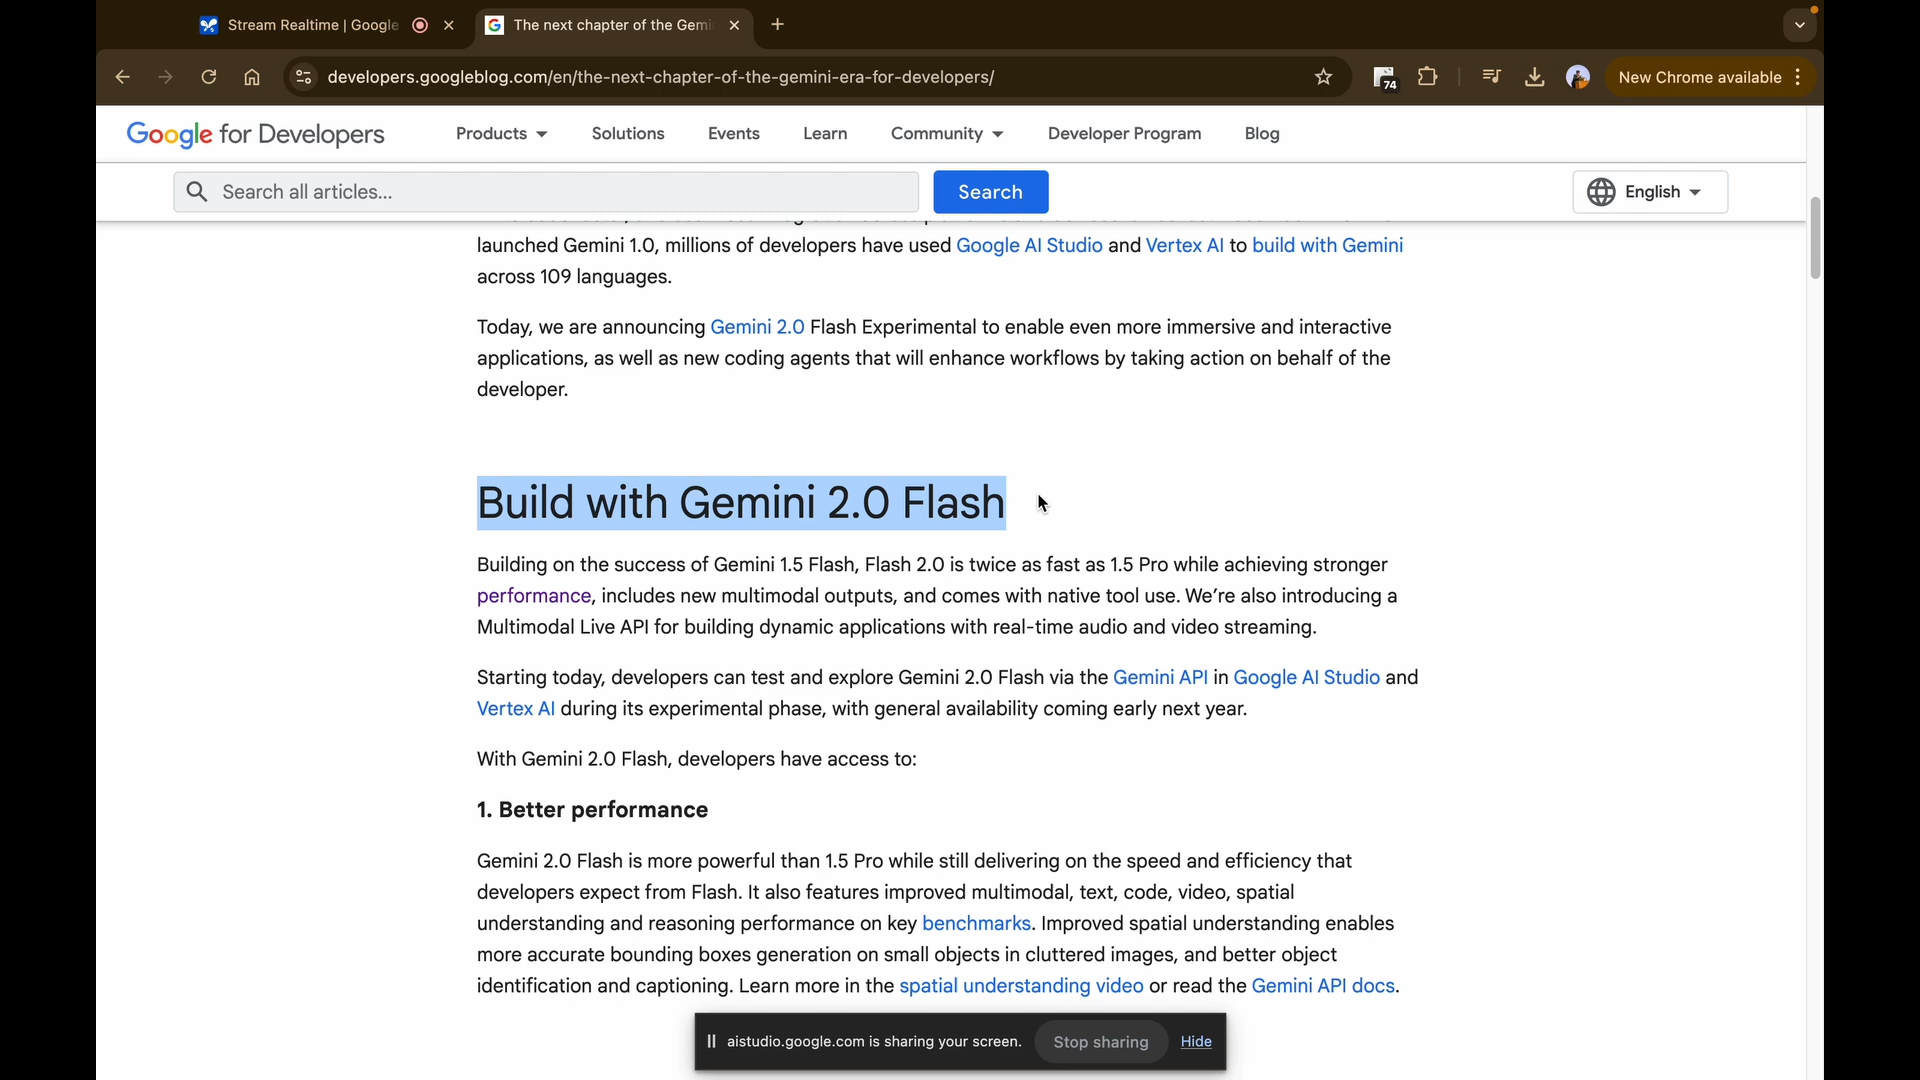 Stream Realtime | Google
The next chapter of the Gemi
developers.googleblog.com/en/the-next-chapter-of-the-gemini-era-for-developers/
74
New Chrome available
Google for Developers
Products
Solutions
Events
Learn
Community
Developer Program
Blog
Search all articles...
Search
English
launched Gemini 1.0, millions of developers have used Google AI Studio and Vertex AI to build with Gemini
across 109 languages.
Today, we are announcing Gemini 2.0 Flash Experimental to enable even more immersive and interactive
applications, as well as new coding agents that will enhance workflows by taking action on behalf of the
developer.
Build with Gemini 2.0 Flash
Building on the success of Gemini 1.5 Flash, Flash 2.0 is twice as fast as 1.5 Pro while achieving stronger
performance, includes new multimodal outputs, and comes with native tool use. We’re also introducing a
Multimodal Live API for building dynamic applications with real-time audio and video streaming.
Starting today, developers can test and explore Gemini 2.0 Flash via the Gemini API in Google AI Studio and
Vertex AI during its experimental phase, with general availability coming early next year.
With Gemini 2.0 Flash, developers have access to:
1. Better performance
Gemini 2.0 Flash is more powerful than 1.5 Pro while still delivering on the speed and efficiency that
developers expect from Flash. It also features improved multimodal, text, code, video, spatial
understanding and reasoning performance on key benchmarks. Improved spatial understanding enables
more accurate bounding boxes generation on small objects in cluttered images, and better object
identification and captioning. Learn more in the spatial understanding video or read the Gemini API docs.
aistudio.google.com is sharing your screen.
Stop sharing
Hide